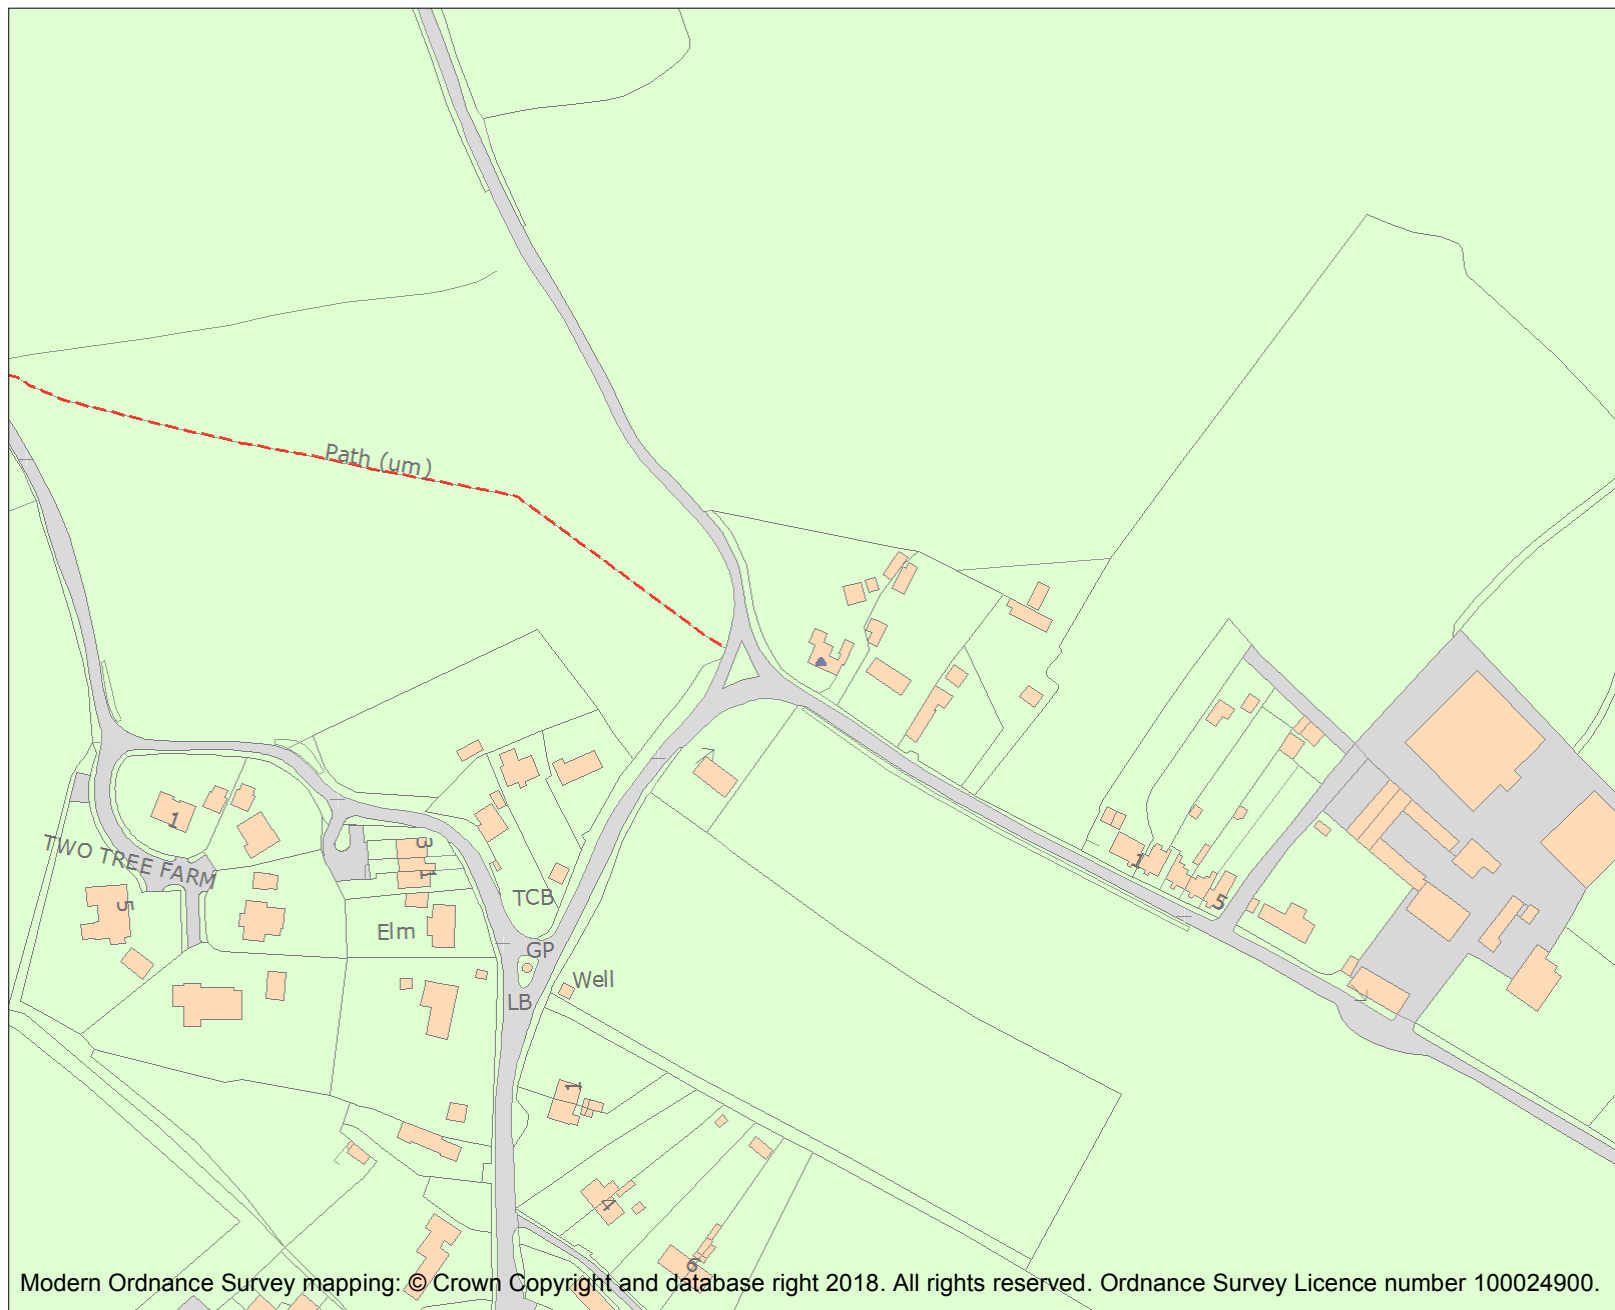 Path (um)
1
TWO TREE FARM
3
1
5
TCB
Elm
GP
Well
LB
1
5
1
4
6
Modern Ordnance Survey mapping: © Crown Copyright and database right 2018. All rights reserved. Ordnance Survey Licence number 100024900.